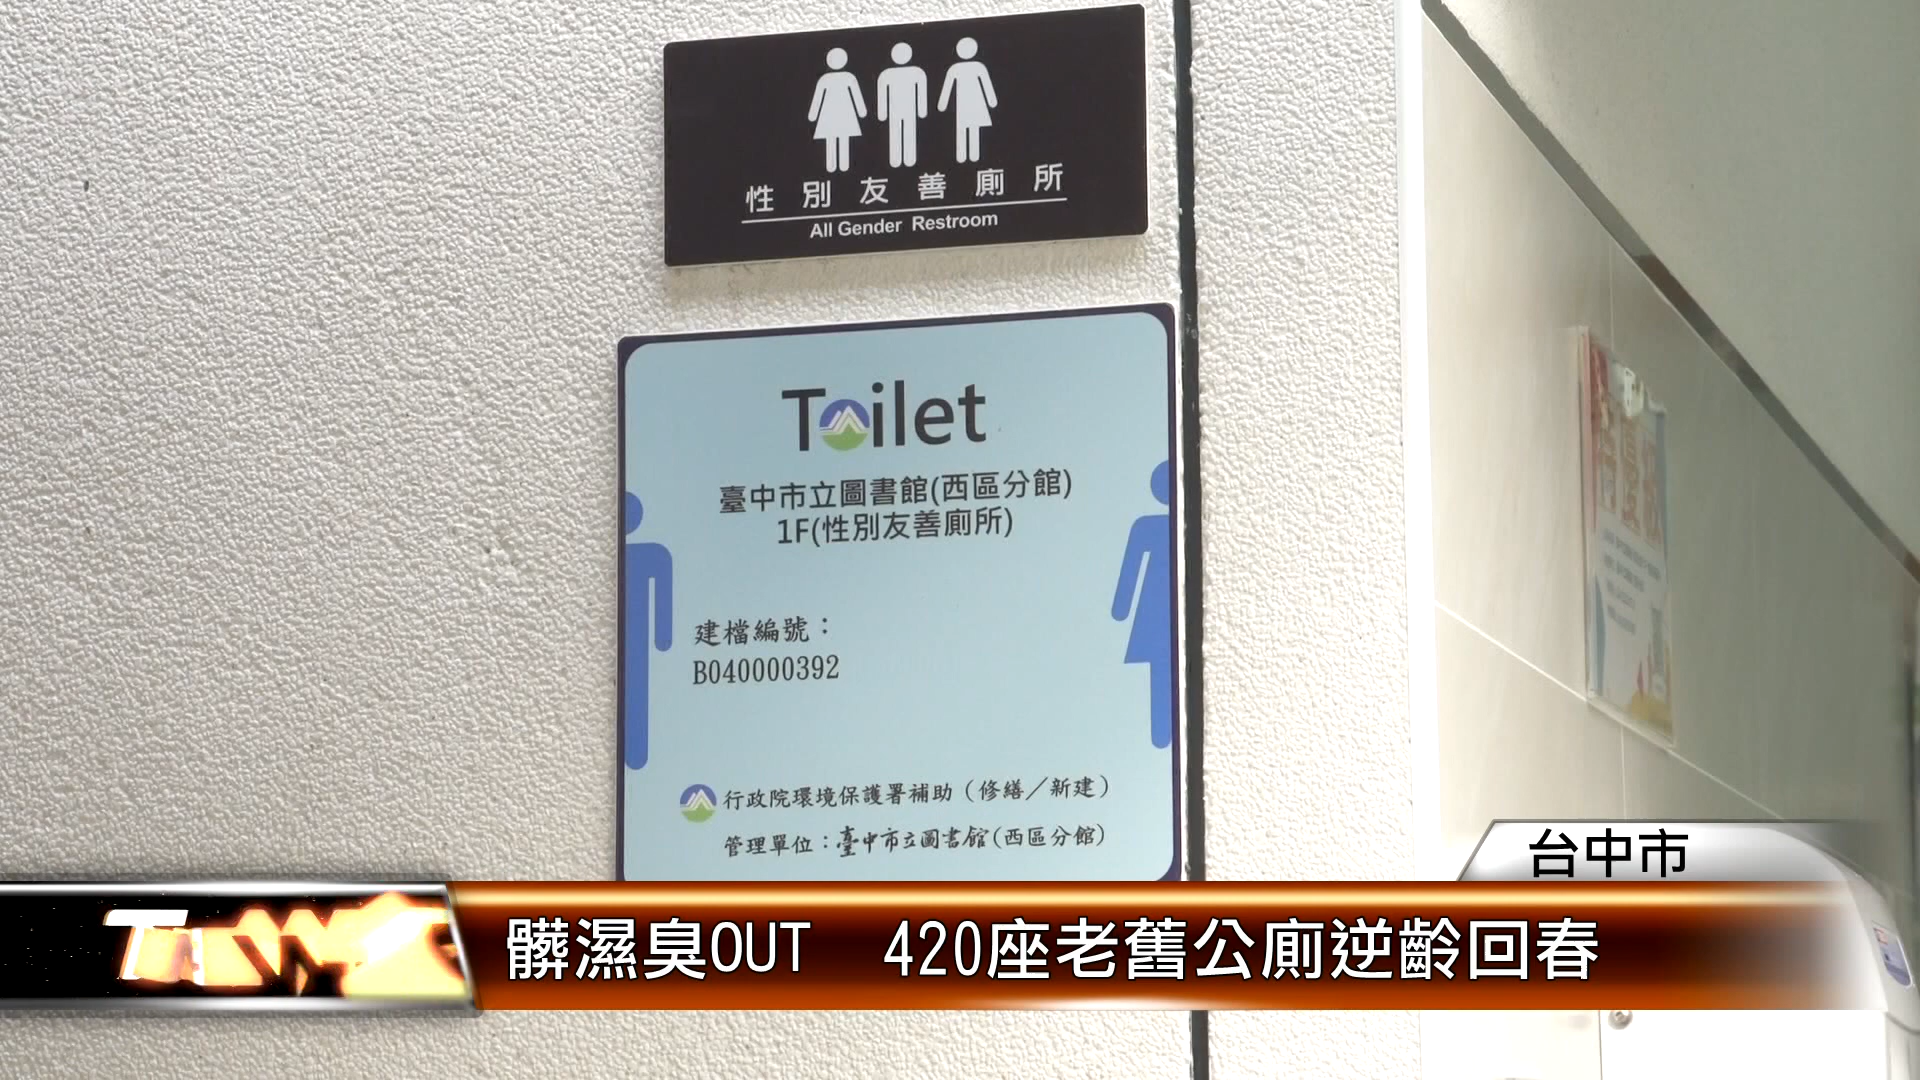 性別友善廁所
All Gender Restroom
Toilet
臺中市立圖書館(西區分館)
1F(性別友善廁所)
建檔編號：
B040000392
行政院環境保護署補助（修繕／新建）
管理單位：臺中市立圖書館(西區分館)
台中市
髒濕臭OUT 420座老舊公廁逆齡回春